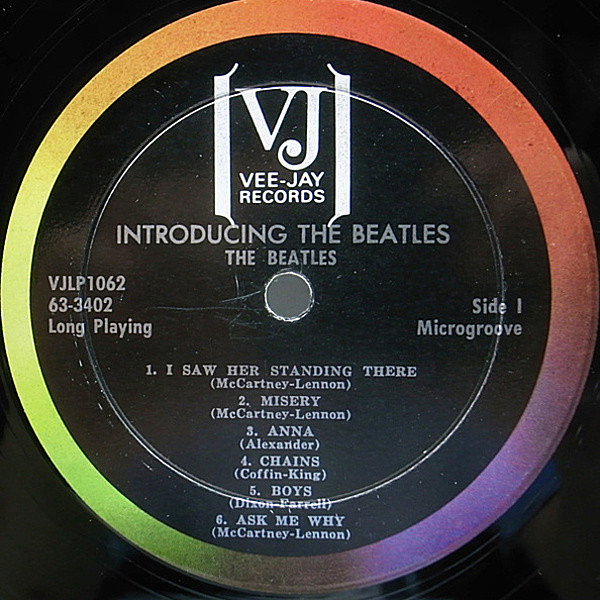 VJ
VEE-JAY
RECORDS
INTRODUCING THE BEATLES
THE BEATLES
VJLP1062
63-3402
Long Playing
Side 1
Microgroove
1. I SAW HER STANDING THERE
(McCartney-Lennon)
2. MISERY
(McCartney-Lennon)
3. ANNA
(Alexander)
4. CHAINS
(Coffin-King)
5. BOYS
(Dixon-Farrell)
6. ASK ME WHY
(McCartney-Lennon)